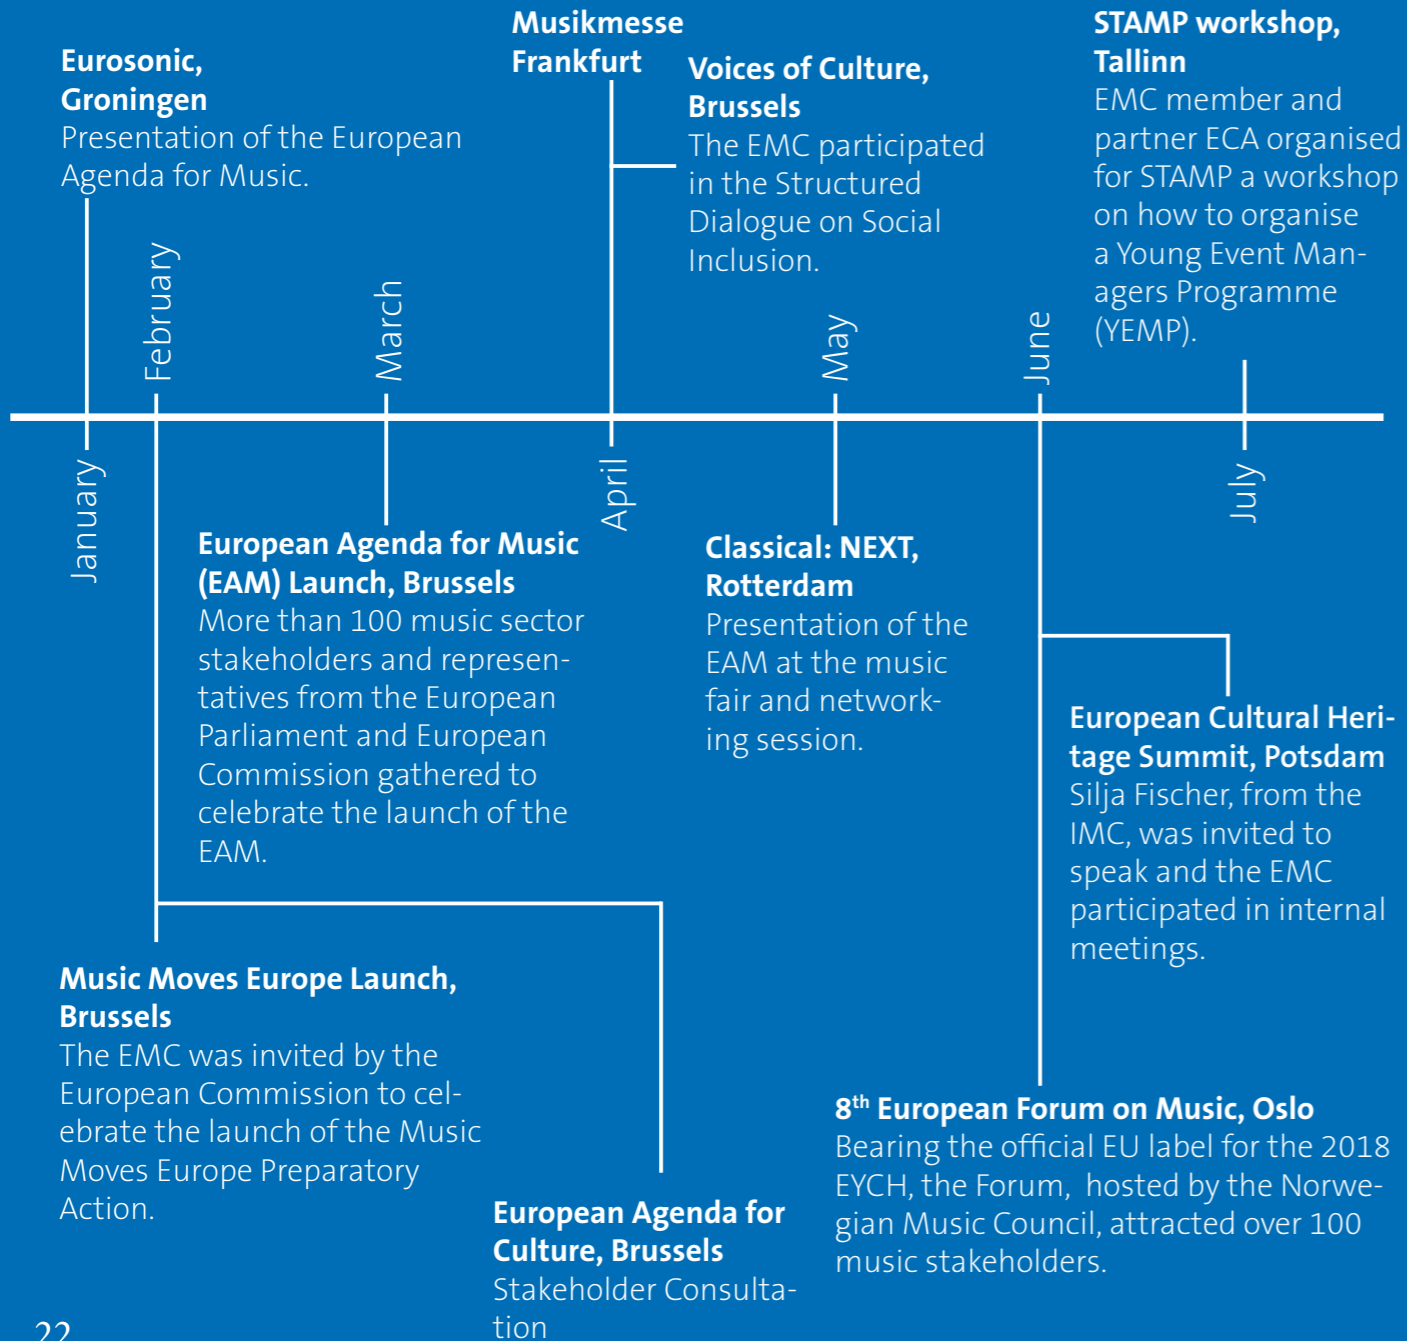 Eurosonic,
Groningen
Presentation of the European
Agenda for Music.
Musikmesse
Frankfurt
Voices of Culture,
Brussels
The EMC participated
in the Structured
Dialogue on Social
Inclusion.
STAMP workshop,
Tallinn
EMC member and
partner ECA organised
for STAMP a workshop
on how to organise
a Young Event Man-
agers Programme
(YEMP).
February
March
May
June
January
April
July
European Agenda for Music
(EAM) Launch, Brussels
More than 100 music sector
stakeholders and represen-
tatives from the European
Parliament and European
Commission gathered to
celebrate the launch of the
EAM.
Classical: NEXT,
Rotterdam
Presentation of the
EAM at the music
fair and network-
ing session.
European Cultural Heri-
tage Summit, Potsdam
Silja Fischer, from the
IMC, was invited to
speak and the EMC
participated in internal
meetings.
Music Moves Europe Launch,
Brussels
The EMC was invited by the
European Commission to cel-
ebrate the launch of the Music
Moves Europe Preparatory
Action.
European Agenda for
Culture, Brussels
Stakeholder Consulta-
tion
8th European Forum on Music, Oslo
Bearing the official EU label for the 2018
EYCH, the Forum, hosted by the Norwe-
gian Music Council, attracted over 100
music stakeholders.
22